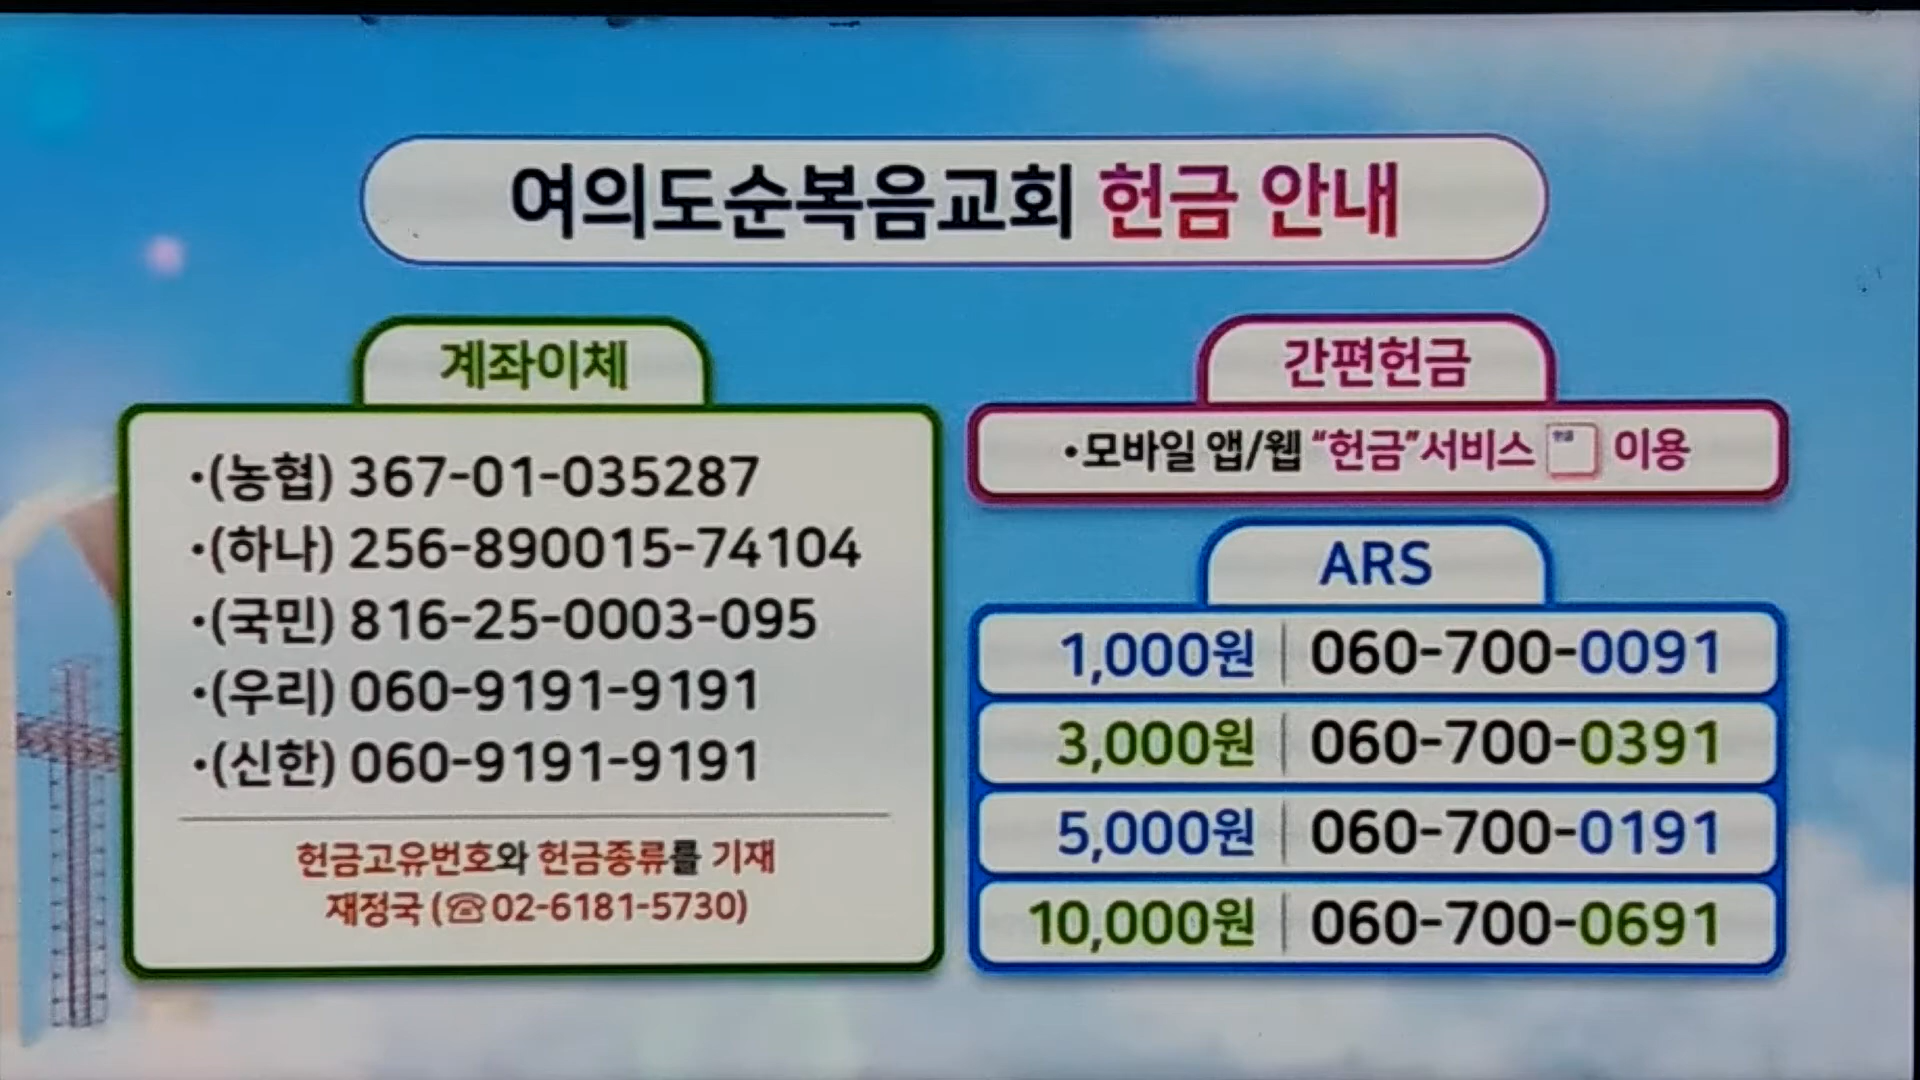 여의도순복음교회 헌금 안내
계좌이체
•(농협) 367-01-035287
•(하나) 256-890015-74104
•(국민) 816-25-0003-095
•(우리) 060-9191-9191
•(신한) 060-9191-9191
헌금고유번호와 헌금종류를 기재
재정국 (☎02-6181-5730)
간편헌금
•모바일 앱/웹 “헌금”서비스 헌금 이용
ARS
1,000원 | 060-700-0091
3,000원 | 060-700-0391
5,000원 | 060-700-0191
10,000원 | 060-700-0691